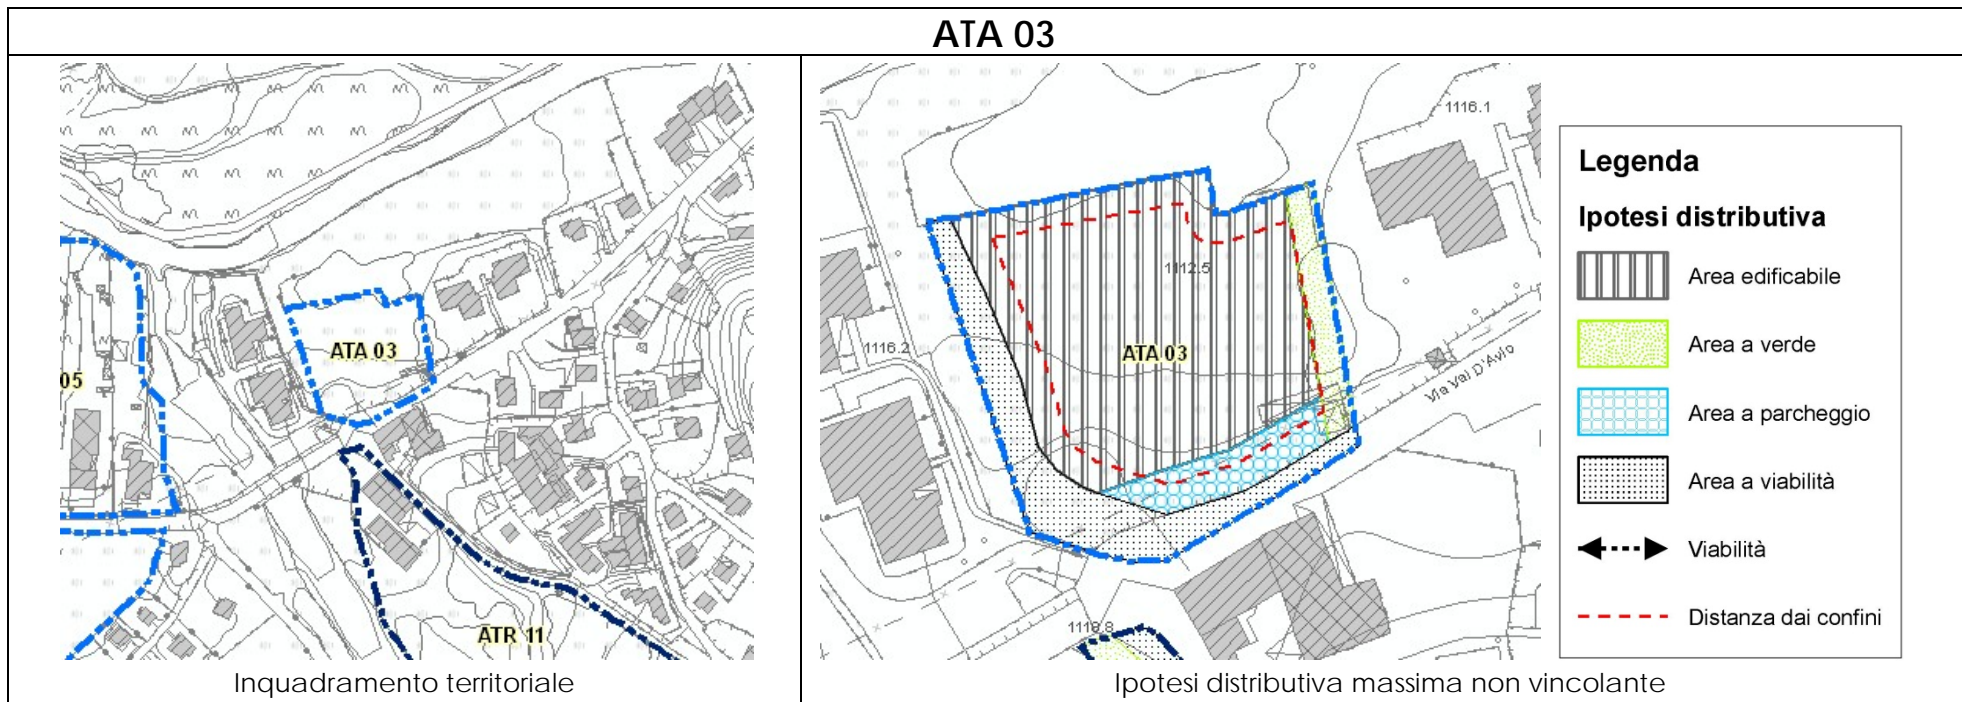 ATA 03
ATA 03
05
ATR 11
Inquadramento territoriale
1116.1
1112.5
1116.2
ATA 03
Via Val D'Avio
Ipotesi distributiva massima non vincolante
Legenda
Ipotesi distributiva
Area edificabile
Area a verde
Area a parcheggio
Area a viabilità
Viabilità
Distanza dai confini